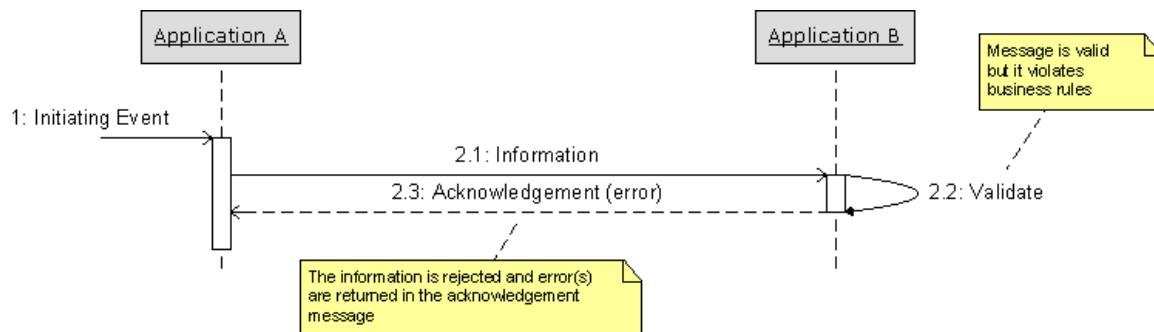 Application A
Application B
Message is valid
but it violates
business rules
1: Initiating Event
2.1: Information
2.3: Acknowledgement (error)
2.2: Validate
The information is rejected and error(s)
are returned in the acknowledgement
message